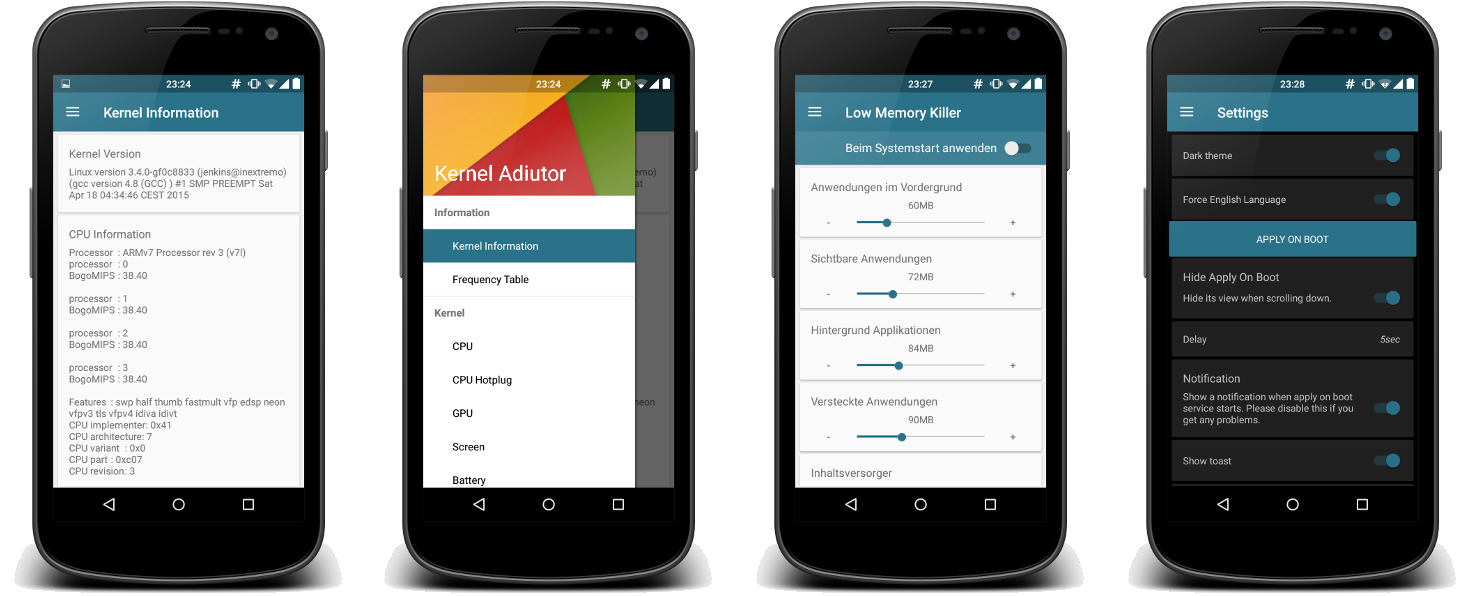 23:24
Kernel Information
Kernel Version
Linux version 3.4.0-gf0c8833 (jenkins@inextremo)
(gcc version 4.8 (GCC) ) #1 SMP PREEMPT Sat
Apr 18 04:34:46 CEST 2015
CPU Information
Processor : ARMv7 Processor rev 3 (v7l)
processor : 0
BogoMIPS : 38.40
processor : 1
BogoMIPS : 38.40
processor : 2
BogoMIPS : 38.40
processor : 3
BogoMIPS : 38.40
Features : swp half thumb fastmult vfp edsp neon
vfpv3 tls vfpv4 idiva idivt
CPU implementer: 0x41
CPU architecture: 7
CPU variant : 0x0
CPU part : 0xc07
CPU revision: 3
23:24
Kernel Adiutor
emo)
at
Information
Kernel Information
Frequency Table
Kernel
CPU
CPU Hotplug
GPU
neon
Screen
Battery
23:27
Low Memory Killer
Beim Systemstart anwenden
Anwendungen im Vordergrund
60MB
- +
Sichtbare Anwendungen
72MB
- +
Hintergrund Applikationen
84MB
- +
Versteckte Anwendungen
90MB
- +
Inhaltsversorger
23:28
Settings
Dark theme
Force English Language
APPLY ON BOOT
Hide Apply On Boot
Hide its view when scrolling down.
Delay 5sec
Notification
Show a notification when apply on boot
service starts. Please disable this if you
get any problems.
Show toast